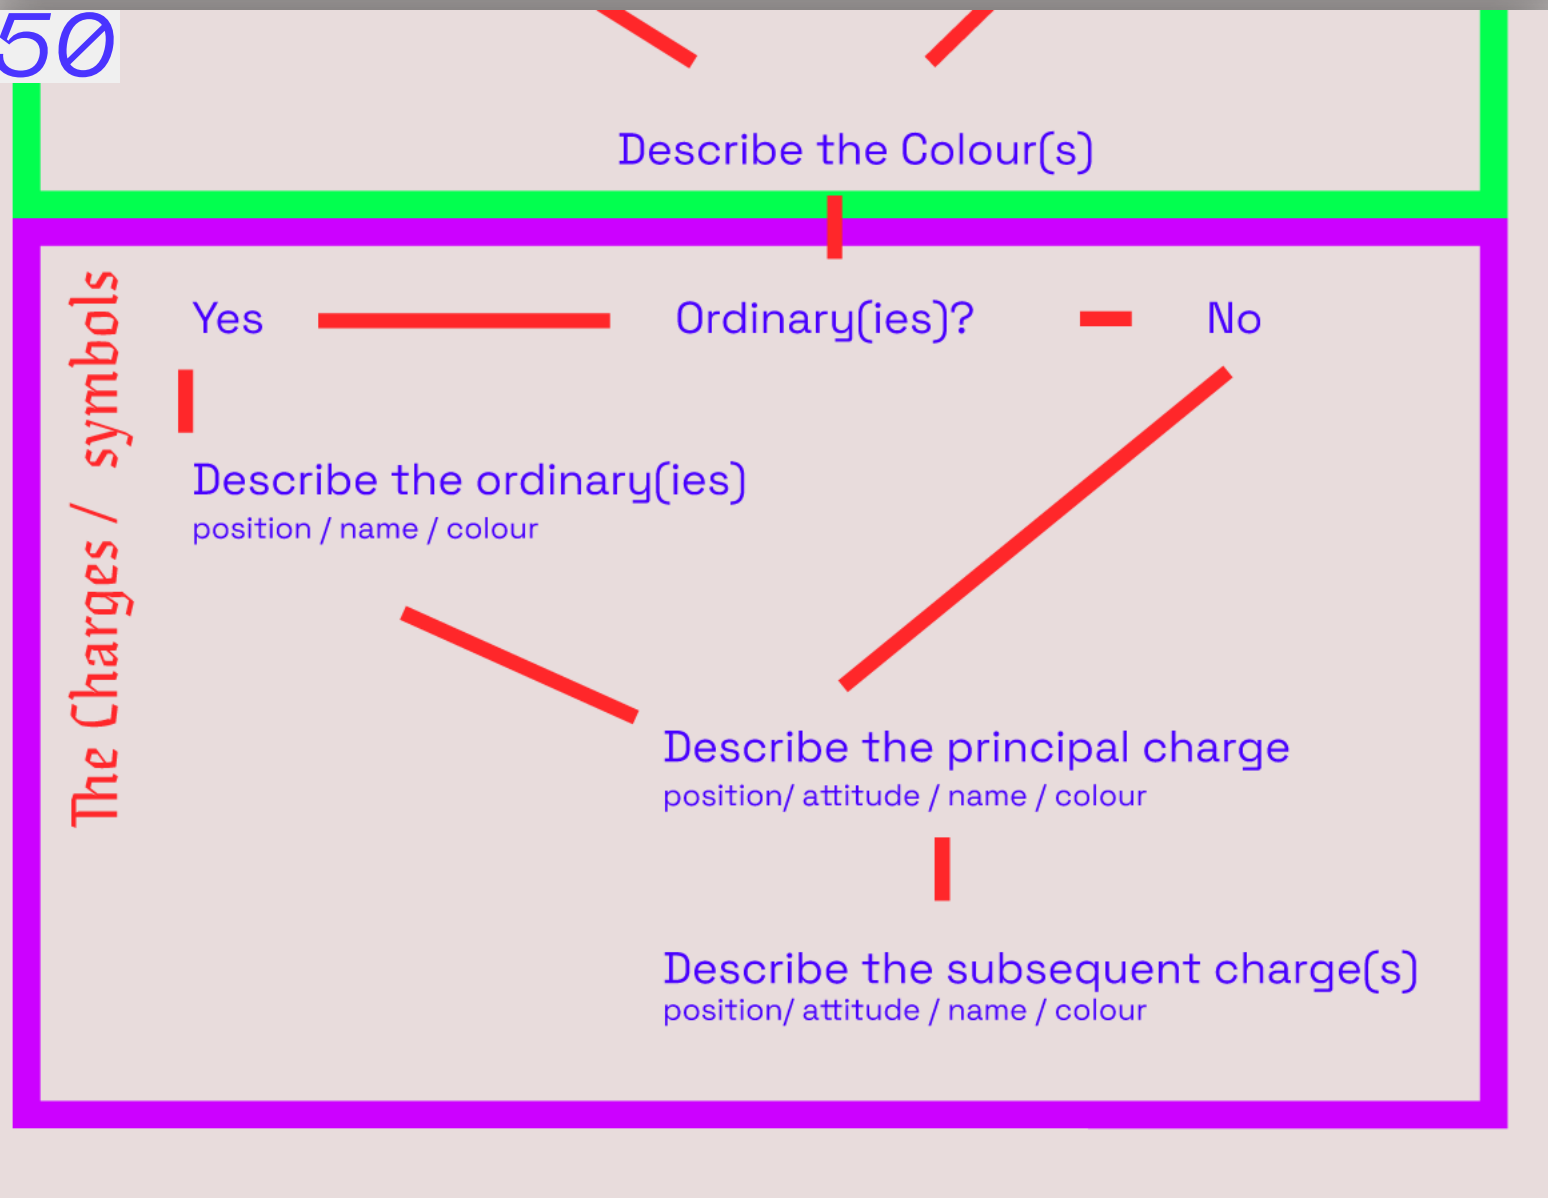 50
Describe the Colour(s)
The Charges / symbols
Yes
Ordinary(ies)?
No
Describe the ordinary(ies)
position / name / colour
Describe the principal charge
position/ attitude / name / colour
Describe the subsequent charge(s)
position/ attitude / name / colour